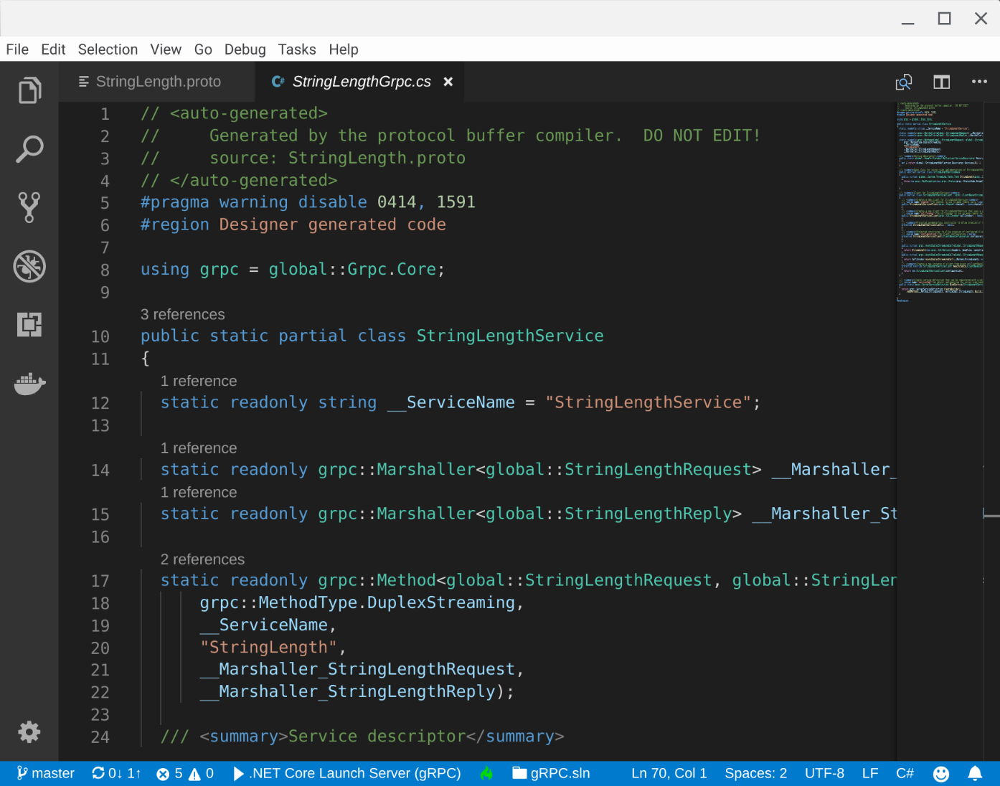 File Edit Selection View Go Debug Tasks Help
StringLength.proto
C# StringLengthGrpc.cs
1 // <auto-generated>
2 //     Generated by the protocol buffer compiler.  DO NOT EDIT!
3 //     source: StringLength.proto
4 // </auto-generated>
5 #pragma warning disable 0414, 1591
6 #region Designer generated code
7
8 using grpc = global::Grpc.Core;
9
3 references
10 public static partial class StringLengthService
11 {
1 reference
12 static readonly string __ServiceName = "StringLengthService";
13
1 reference
14 static readonly grpc::Marshaller<global::StringLengthRequest> __Marshaller_
1 reference
15 static readonly grpc::Marshaller<global::StringLengthReply> __Marshaller_St
16
2 references
17 static readonly grpc::Method<global::StringLengthRequest, global::StringLen
18 grpc::MethodType.DuplexStreaming,
19 __ServiceName,
20 "StringLength",
21 __Marshaller_StringLengthRequest,
22 __Marshaller_StringLengthReply);
23
24 /// <summary>Service descriptor</summary>
master 0↓ 1↑ 5 0 .NET Core Launch Server (gRPC) gRPC.sln Ln 70, Col 1 Spaces: 2 UTF-8 LF C#